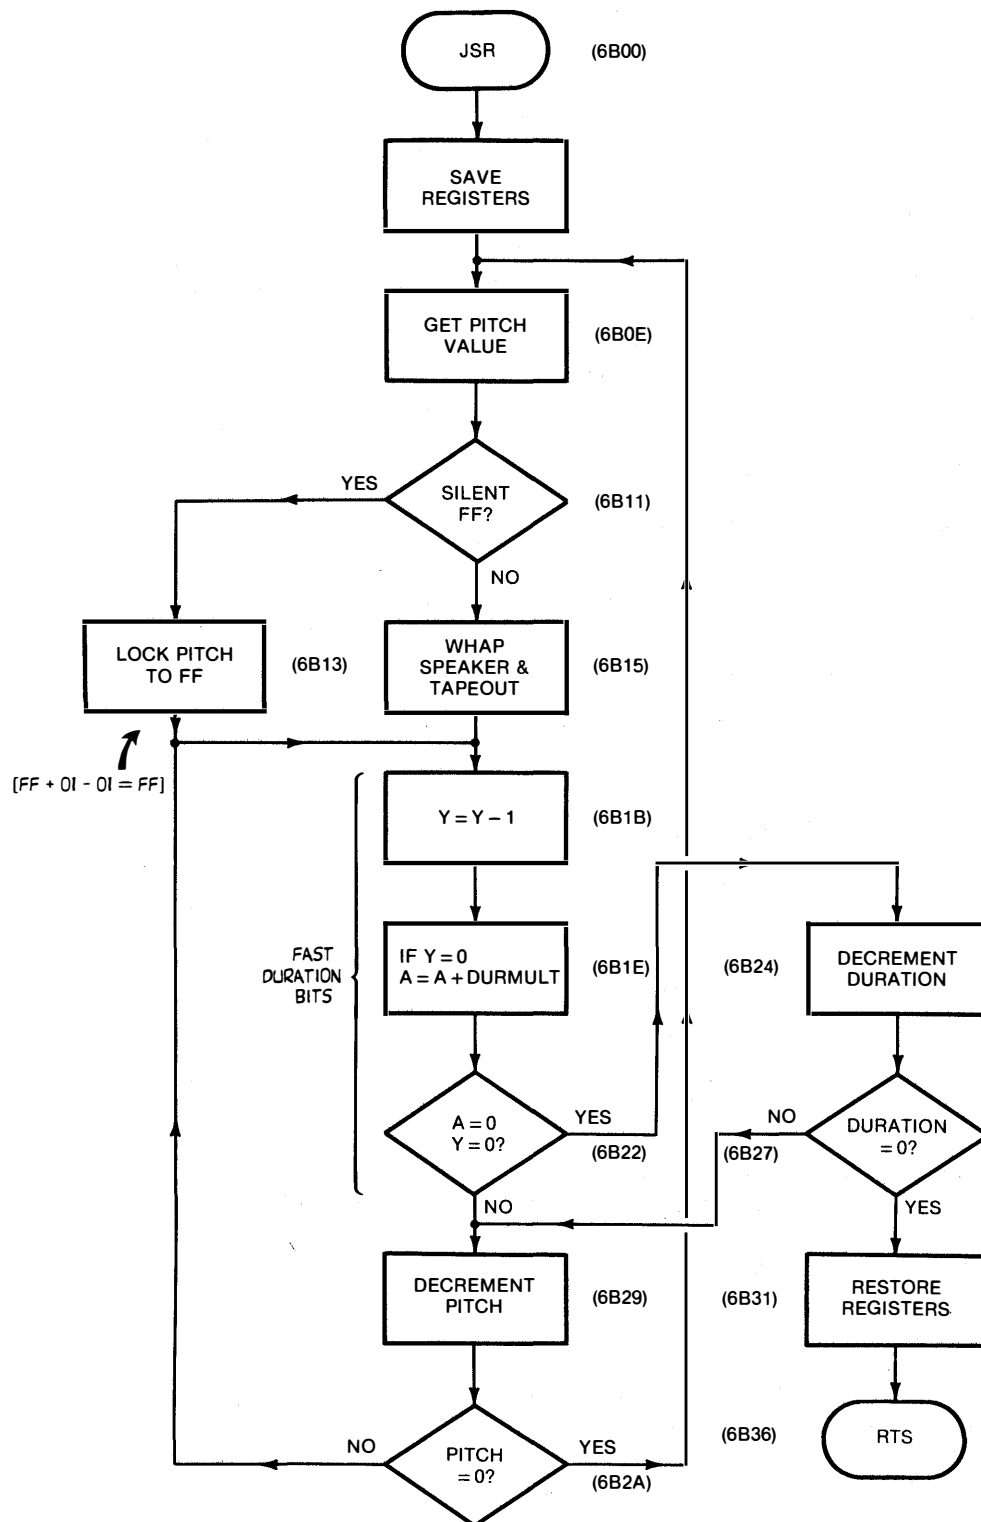 JSR
(6B00)
SAVE
REGISTERS
GET PITCH
VALUE
(6B0E)
YES
SILENT
FF?
(6B11)
NO
LOCK PITCH
TO FF
(6B13)
WHAP
SPEAKER &
TAPEOUT
(6B15)
[FF + 01 - 01 = FF]
Y = Y – 1
(6B1B)
FAST
DURATION
BITS
IF Y = 0
A = A + DURMULT
(6B1E)
(6B24)
DECREMENT
DURATION
A = 0
Y = 0?
YES
(6B22)
NO
(6B27)
DURATION
= 0?
NO
YES
DECREMENT
PITCH
(6B29)
(6B31)
RESTORE
REGISTERS
NO
PITCH
= 0?
YES
(6B2A)
(6B36)
RTS